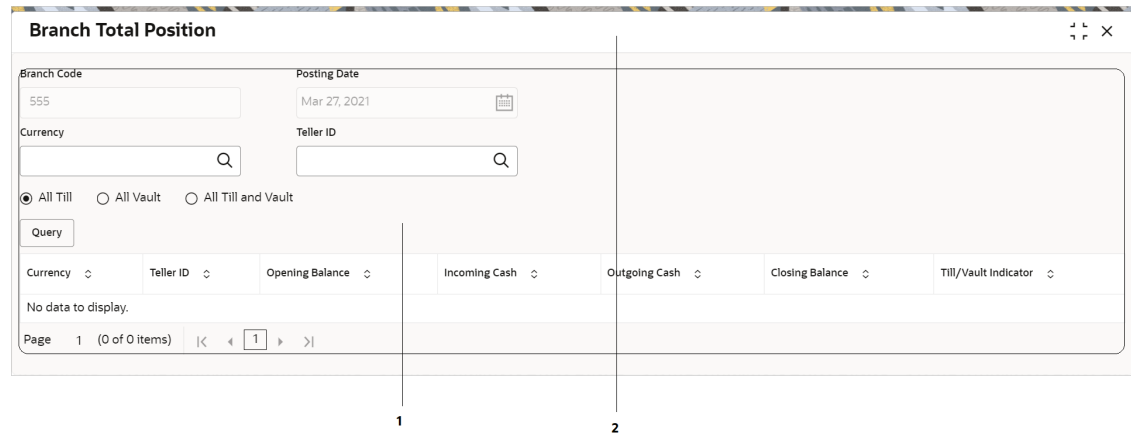 Branch Total Position
Branch Code Posting Date
555 Mar 27, 2021
Currency Teller ID
All Till All Vault All Till and Vault
Query
Currency Teller ID Opening Balance Incoming Cash Outgoing Cash Closing Balance Till/Vault Indicator
No data to display.
Page 1 (0 of 0 items) 1
1 2